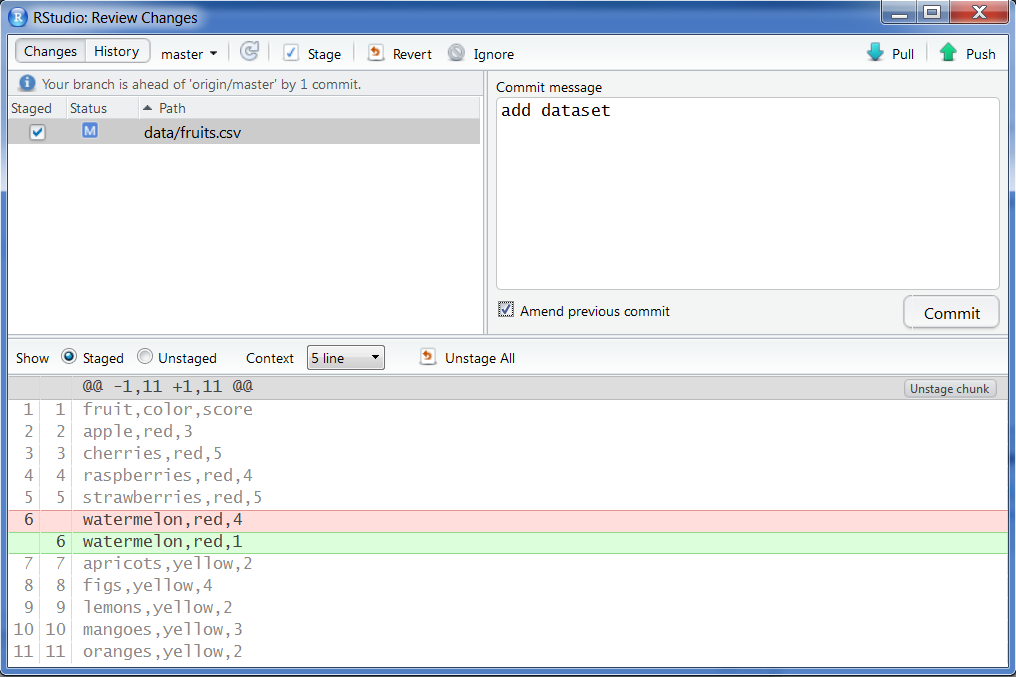 RStudio: Review Changes
Changes History master Stage Revert Ignore Pull Push
Your branch is ahead of 'origin/master' by 1 commit.
Staged Status Path
M data/fruits.csv
Commit message
add dataset
Amend previous commit
Commit
Show Staged Unstaged Context 5 line Unstage All
@@ -1,11 +1,11 @@ Unstage chunk
1 1 fruit,color,score
2 2 apple,red,3
3 3 cherries,red,5
4 4 raspberries,red,4
5 5 strawberries,red,5
6 watermelon,red,4
6 watermelon,red,1
7 7 apricots,yellow,2
8 8 figs,yellow,4
9 9 lemons,yellow,2
10 10 mangoes,yellow,3
11 11 oranges,yellow,2